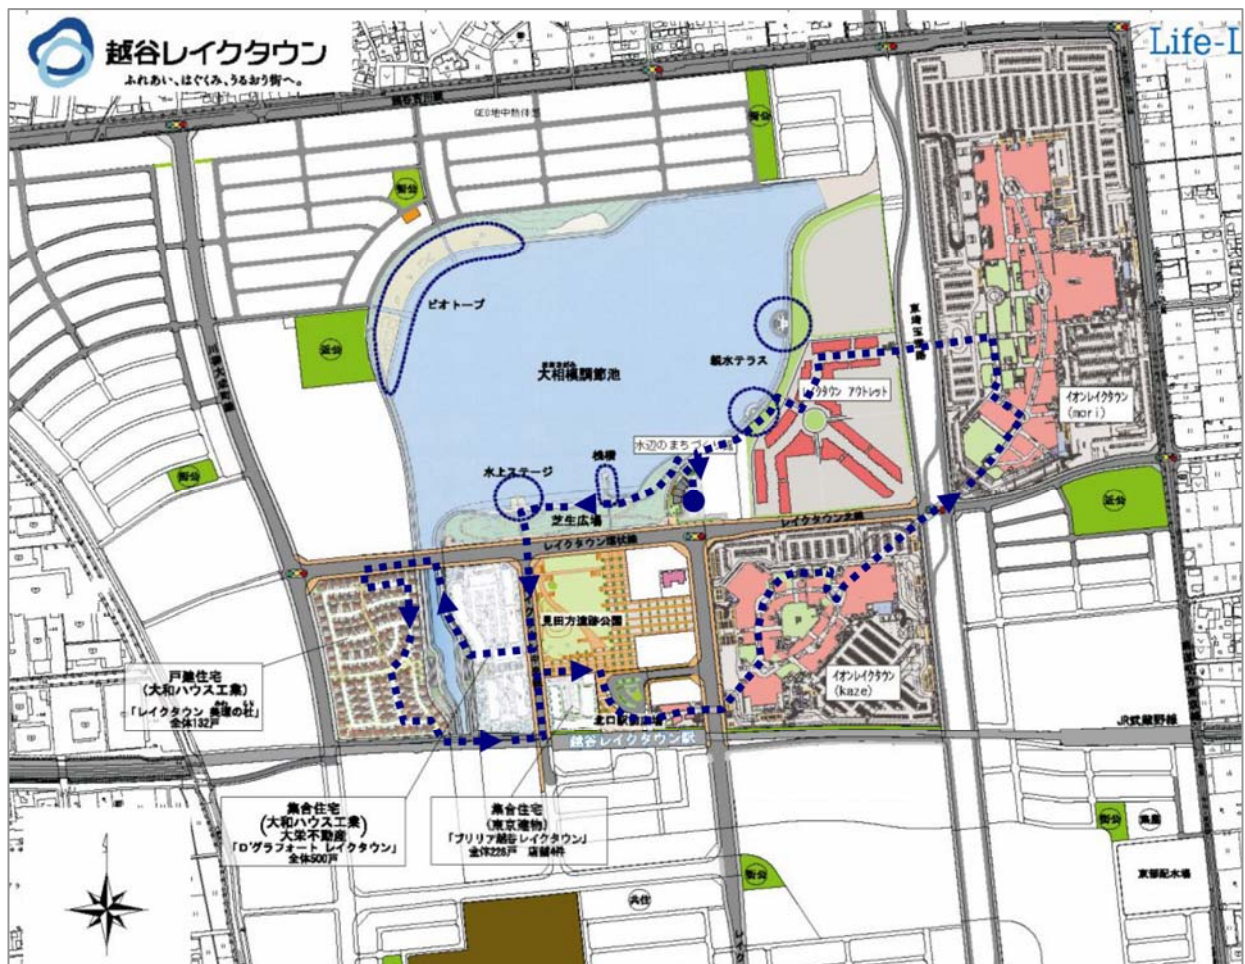 越谷レイクタウン
ふれあい、はぐくみ、うるおう街へ。
Life-L
街公
街公
ビオトープ
近公
親水テラス
大相模調節池
レイクタウン アウトレット
イオンレイクタウン
(mori)
水辺のまちづくり館
桟橋
水上ステージ
街公
近公
芝生広場
レイクタウン環状線
見田方遺跡公園
イオンレイクタウン
(kaze)
戸建住宅
(大和ハウス工業)
「レイクタウン 美環の杜」
全体132戸
北口駅前広場
JR武蔵野線
越谷レイクタウン駅
集合住宅
(大和ハウス工業)
大栄不動産
「D'グラフォート レイクタウン」
全体500戸
集合住宅
(東京建物)
「ブリリア越谷レイクタウン」
全体226戸 店舗4件
街公
東部配水場
街公
共住
レイク